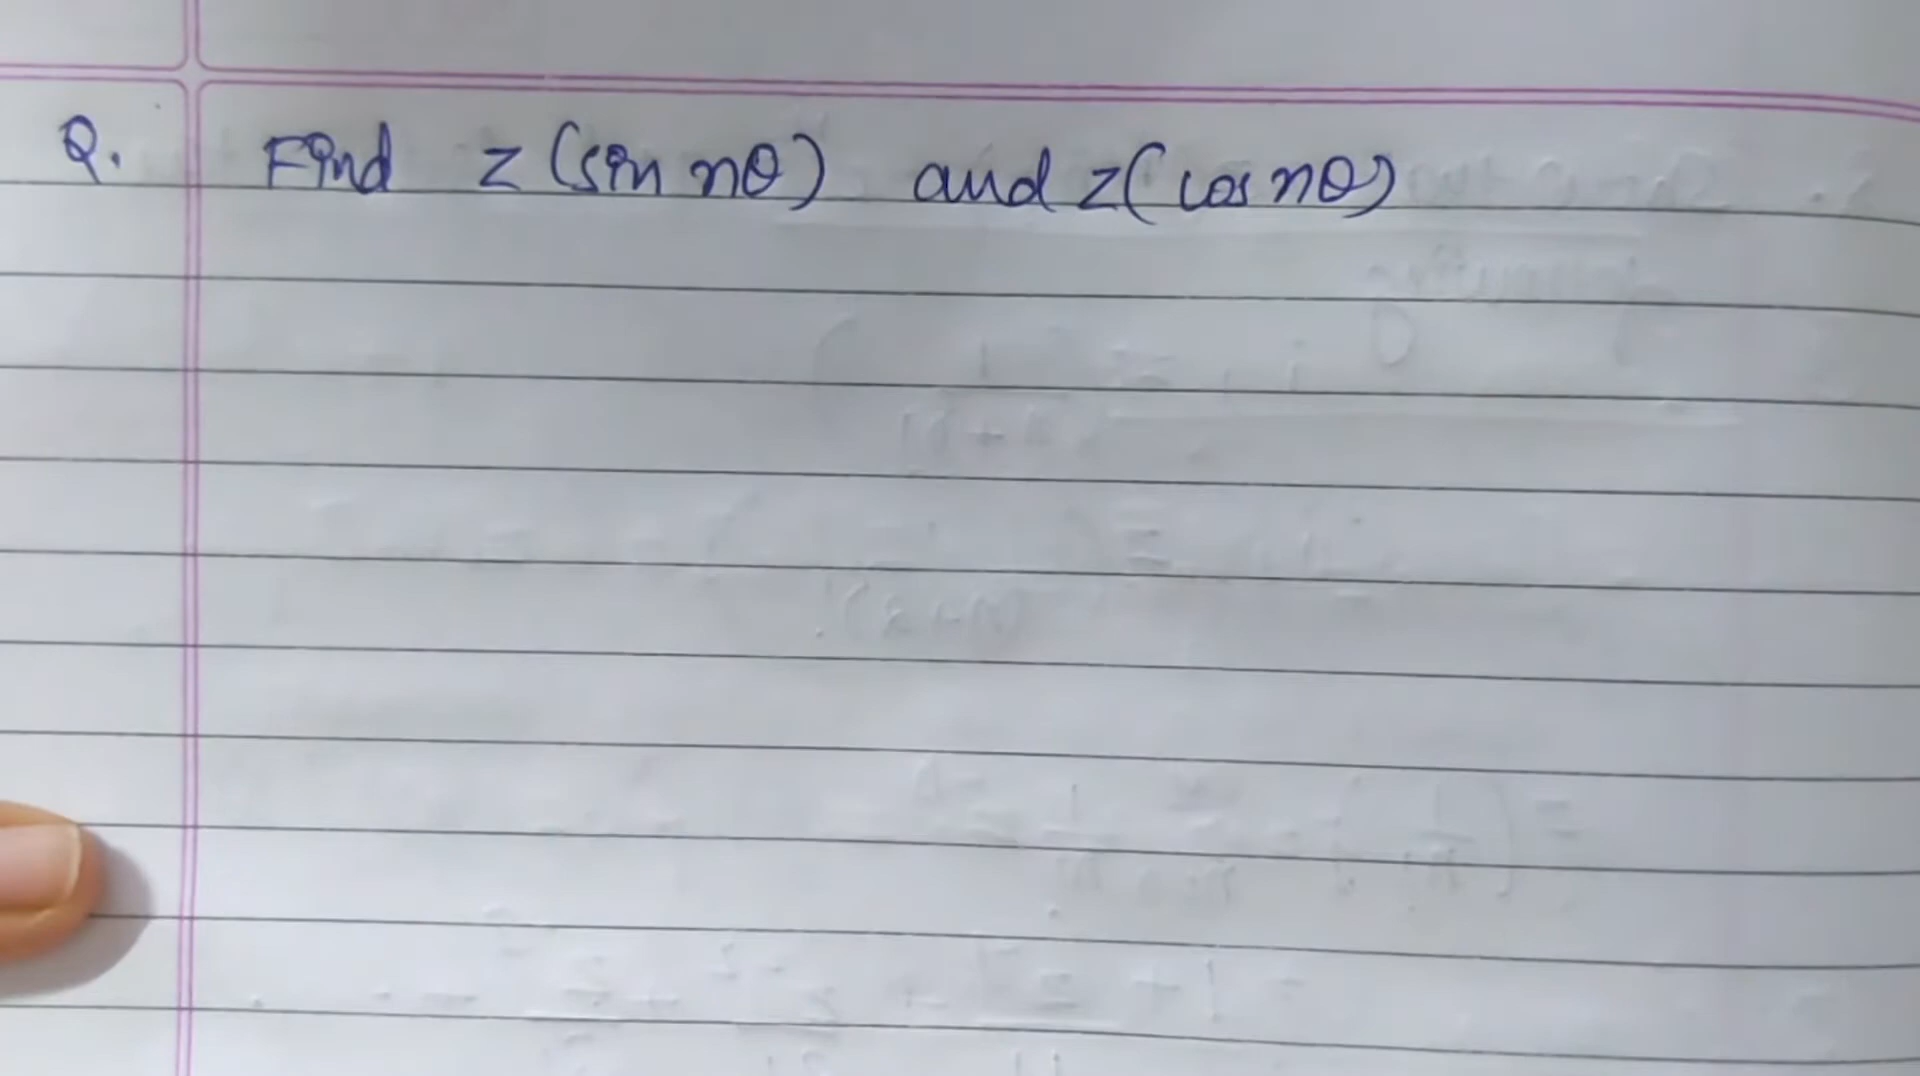 Q. Find z (sin nθ) and z( cos nθ)